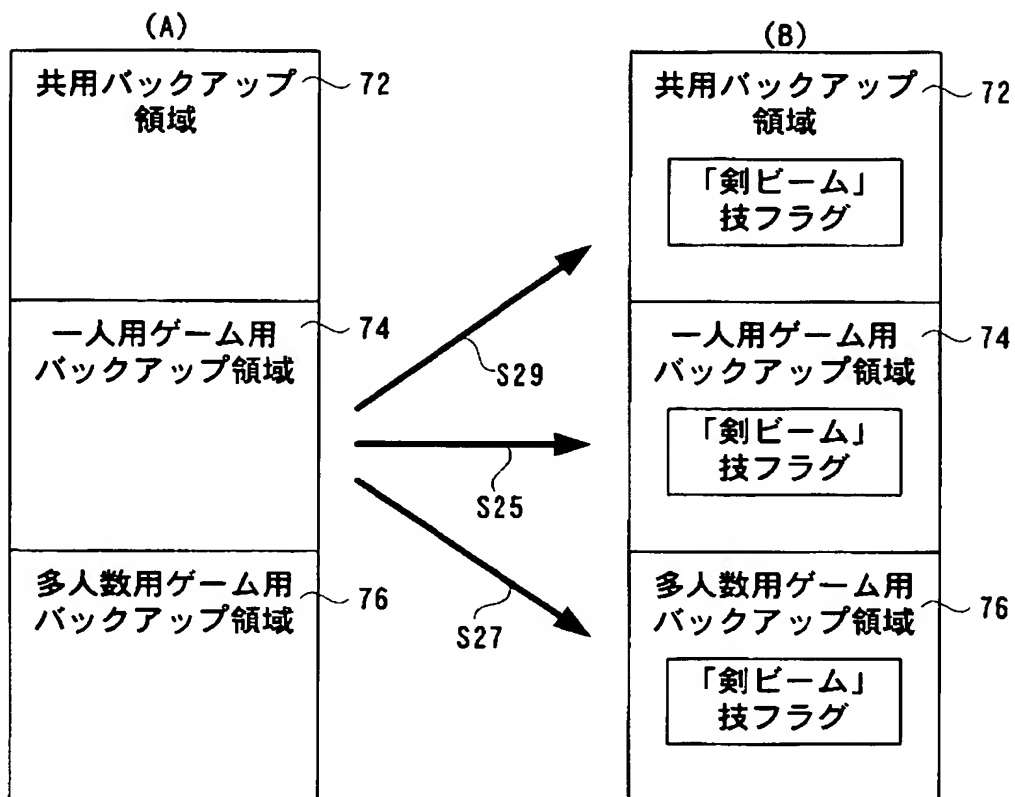 (A)
共用バックアップ
領域
72
一人用ゲーム用
バックアップ領域
74
多人数用ゲーム用
バックアップ領域
76
S29
S25
S27
(B)
共用バックアップ
領域
72
「剣ビーム」
技フラグ
一人用ゲーム用
バックアップ領域
74
「剣ビーム」
技フラグ
多人数用ゲーム用
バックアップ領域
76
「剣ビーム」
技フラグ